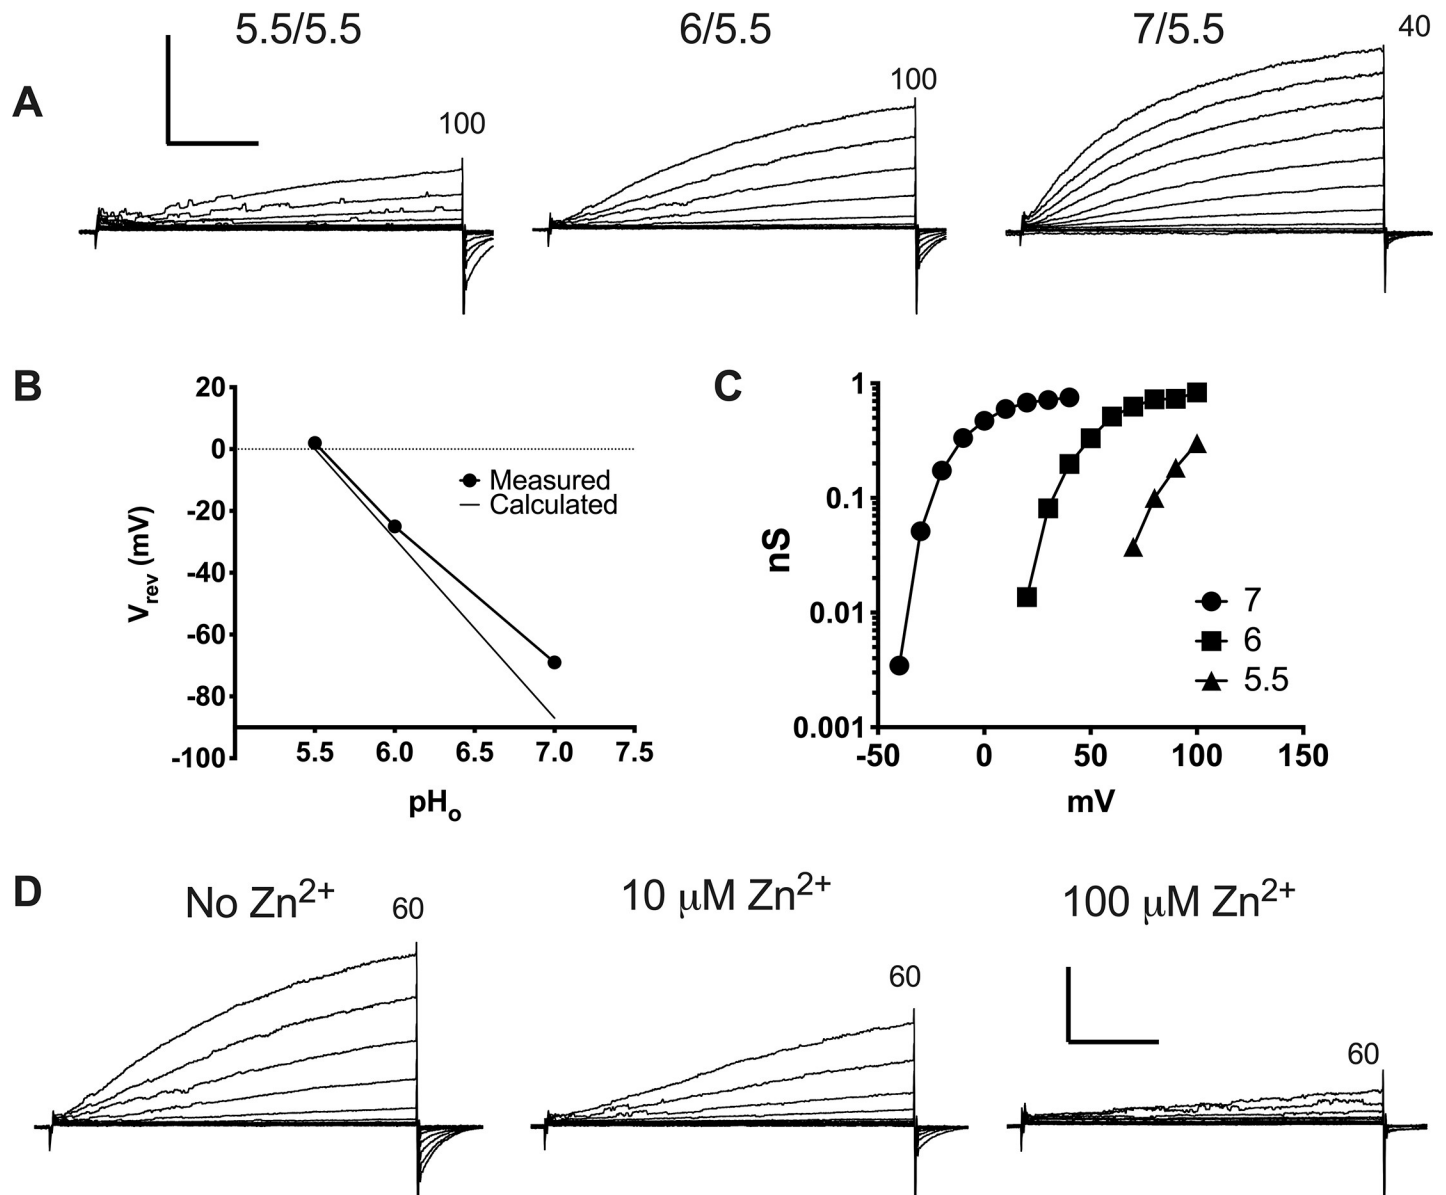 5.5/5.5
6/5.5
7/5.5
40
A
100
100
B
20
0
-20
-40
-60
-80
-100
Vrev (mV)
Measured
Calculated
5.5
6.0
6.5
7.0
7.5
pHo
C
1
0.1
0.01
0.001
nS
7
6
5.5
-50
0
50
100
150
mV
D
No Zn2+
60
10 μM Zn2+
60
100 μM Zn2+
60